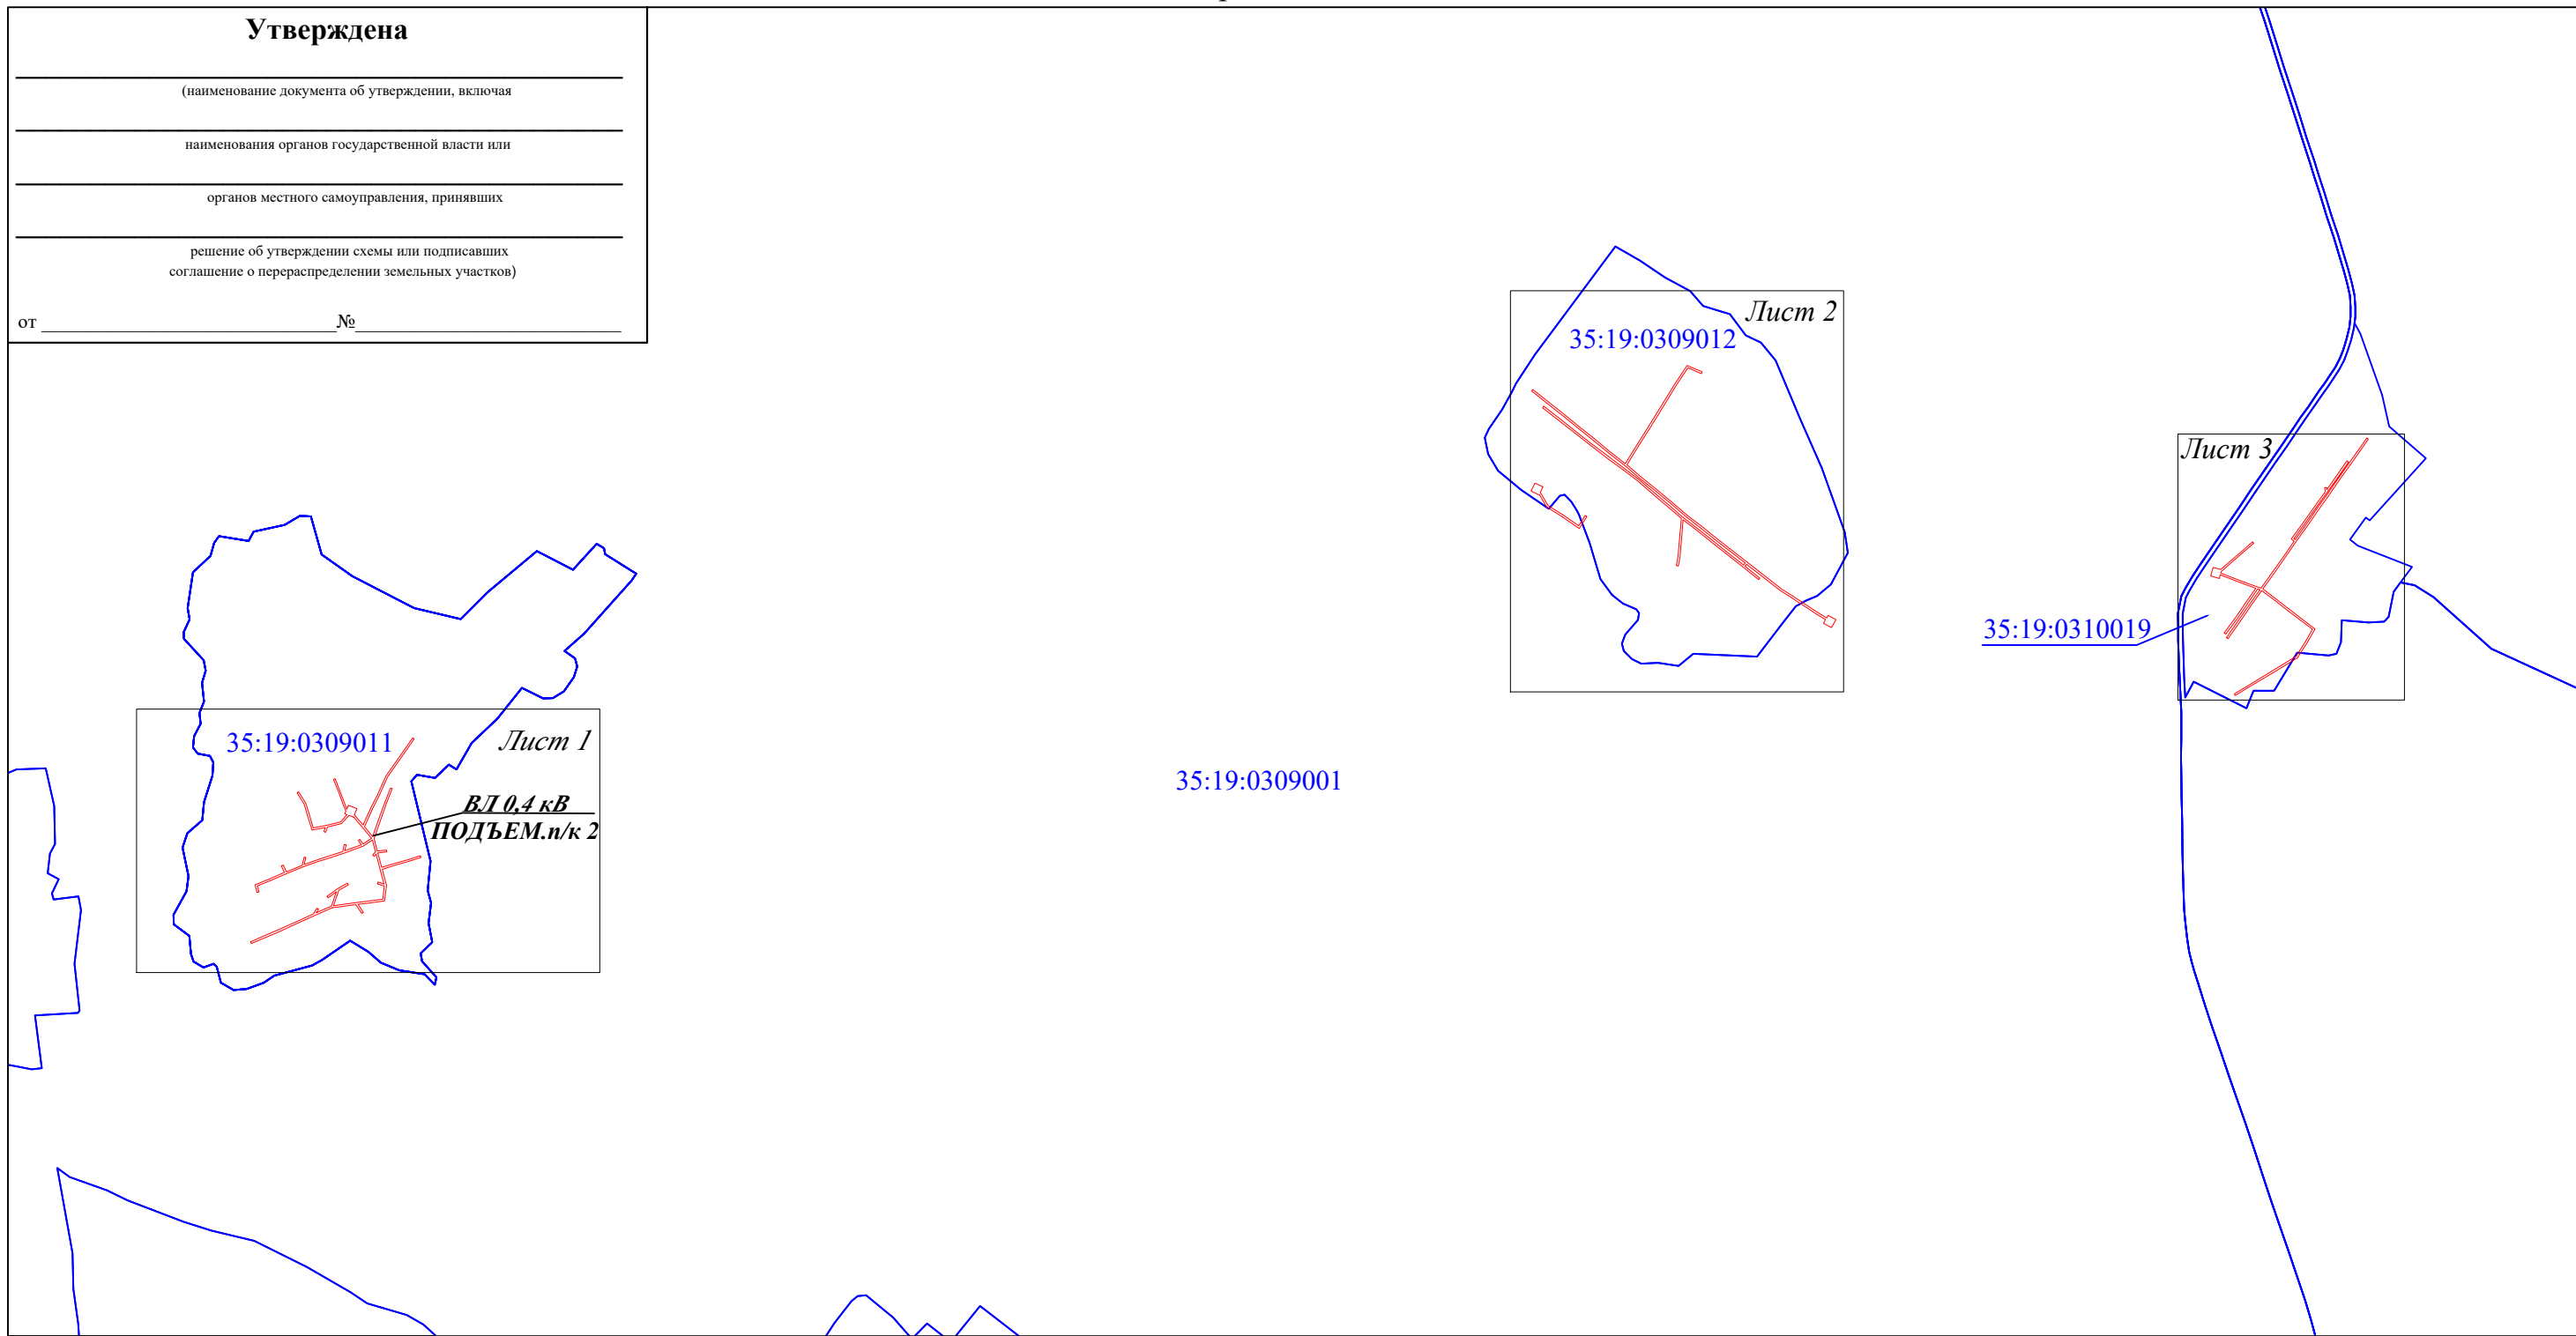 Утверждена
(наименование документа об утверждении, включая
наименования органов государственной власти или
органов местного самоуправления, принявших
решение об утверждении схемы или подписавших
соглашение о перераспределении земельных участков)
от №
Лист 2
35:19:0309012
Лист 3
35:19:0310019
35:19:0309011
Лист 1
35:19:0309001
ВЛ 0,4 кВ
ПОДЪЕМ.п/к 2